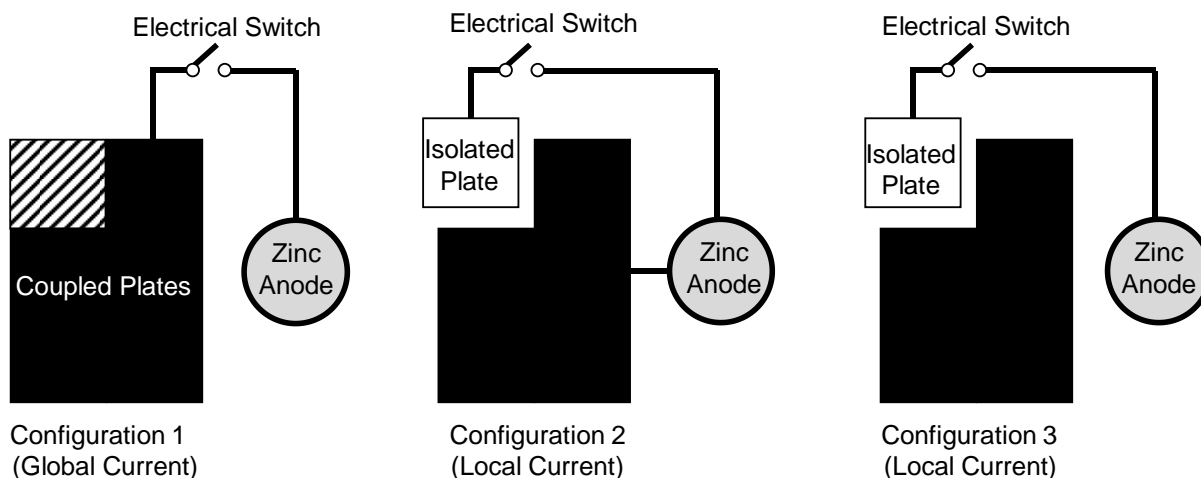 Electrical Switch
Coupled Plates
Zinc
Anode
Configuration 1
(Global Current)
Electrical Switch
Isolated
Plate
Zinc
Anode
Configuration 2
(Local Current)
Electrical Switch
Isolated
Plate
Zinc
Anode
Configuration 3
(Local Current)